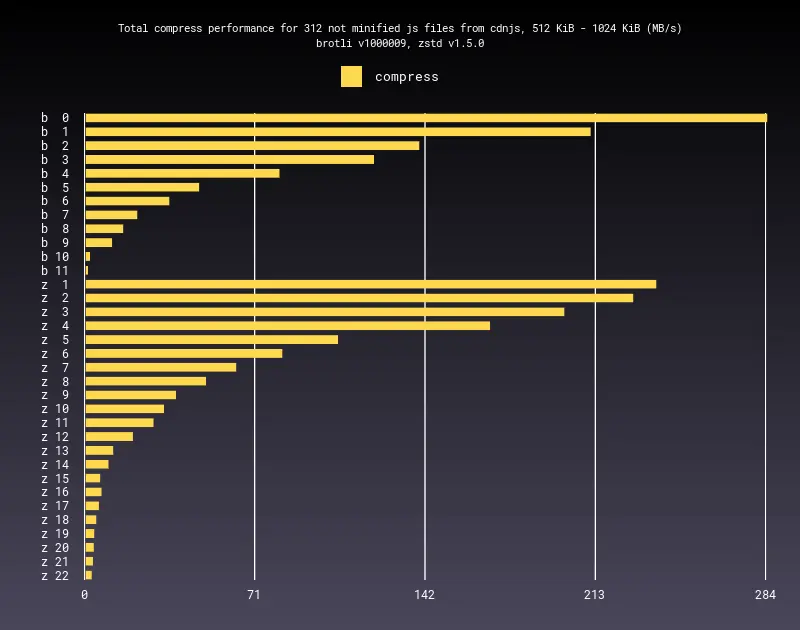 Total compress performance for 312 not minified js files from cdnjs, 512 KiB - 1024 KiB (MB/s)
brotli v1000009, zstd v1.5.0
compress
b 0
b 1
b 2
b 3
b 4
b 5
b 6
b 7
b 8
b 9
b 10
b 11
z 1
z 2
z 3
z 4
z 5
z 6
z 7
z 8
z 9
z 10
z 11
z 12
z 13
z 14
z 15
z 16
z 17
z 18
z 19
z 20
z 21
z 22
0 71 142 213 284